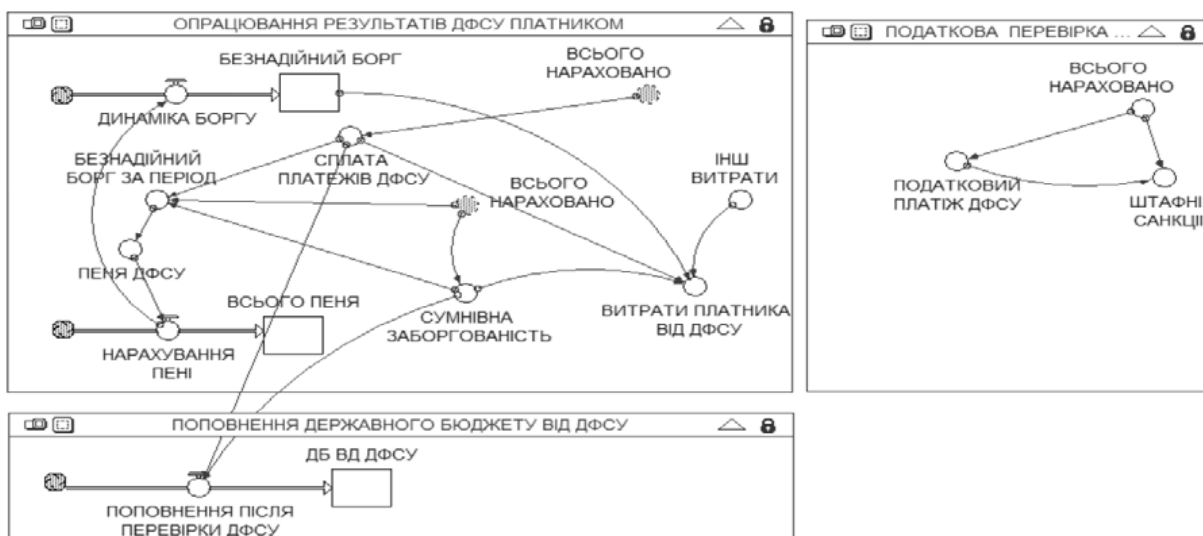 ОПРАЦЮВАННЯ РЕЗУЛЬТАТІВ ДФСУ ПЛАТНИКОМ
БЕЗНАДІЙНИЙ БОРГ
ВСЬОГО
НАРАХОВАНО
ДИНАМІКА БОРГУ
БЕЗНАДІЙНИЙ
БОРГ ЗА ПЕРІОД
СПЛАТА
ПЛАТЕЖІВ ДФСУ
ВСЬОГО
НАРАХОВАНО
ІНШ
ВИТРАТИ
ПЕНЯ ДФСУ
ВСЬОГО ПЕНЯ
СУМНІВНА
ЗАБОРГОВАНІСТЬ
ВИТРАТИ ПЛАТНИКА
ВІД ДФСУ
НАРАХУВАННЯ
ПЕНІ
ПОДАТКОВА ПЕРЕВІРКА ...
ВСЬОГО
НАРАХОВАНО
ПОДАТКОВИЙ
ПЛАТІЖ ДФСУ
ШТАФНІ
САНКЦІЇ
ПОПОВНЕННЯ ДЕРЖАВНОГО БЮДЖЕТУ ВІД ДФСУ
ДБ ВД ДФСУ
ПОПОВНЕННЯ ПІСЛЯ
ПЕРЕВІРКИ ДФСУ